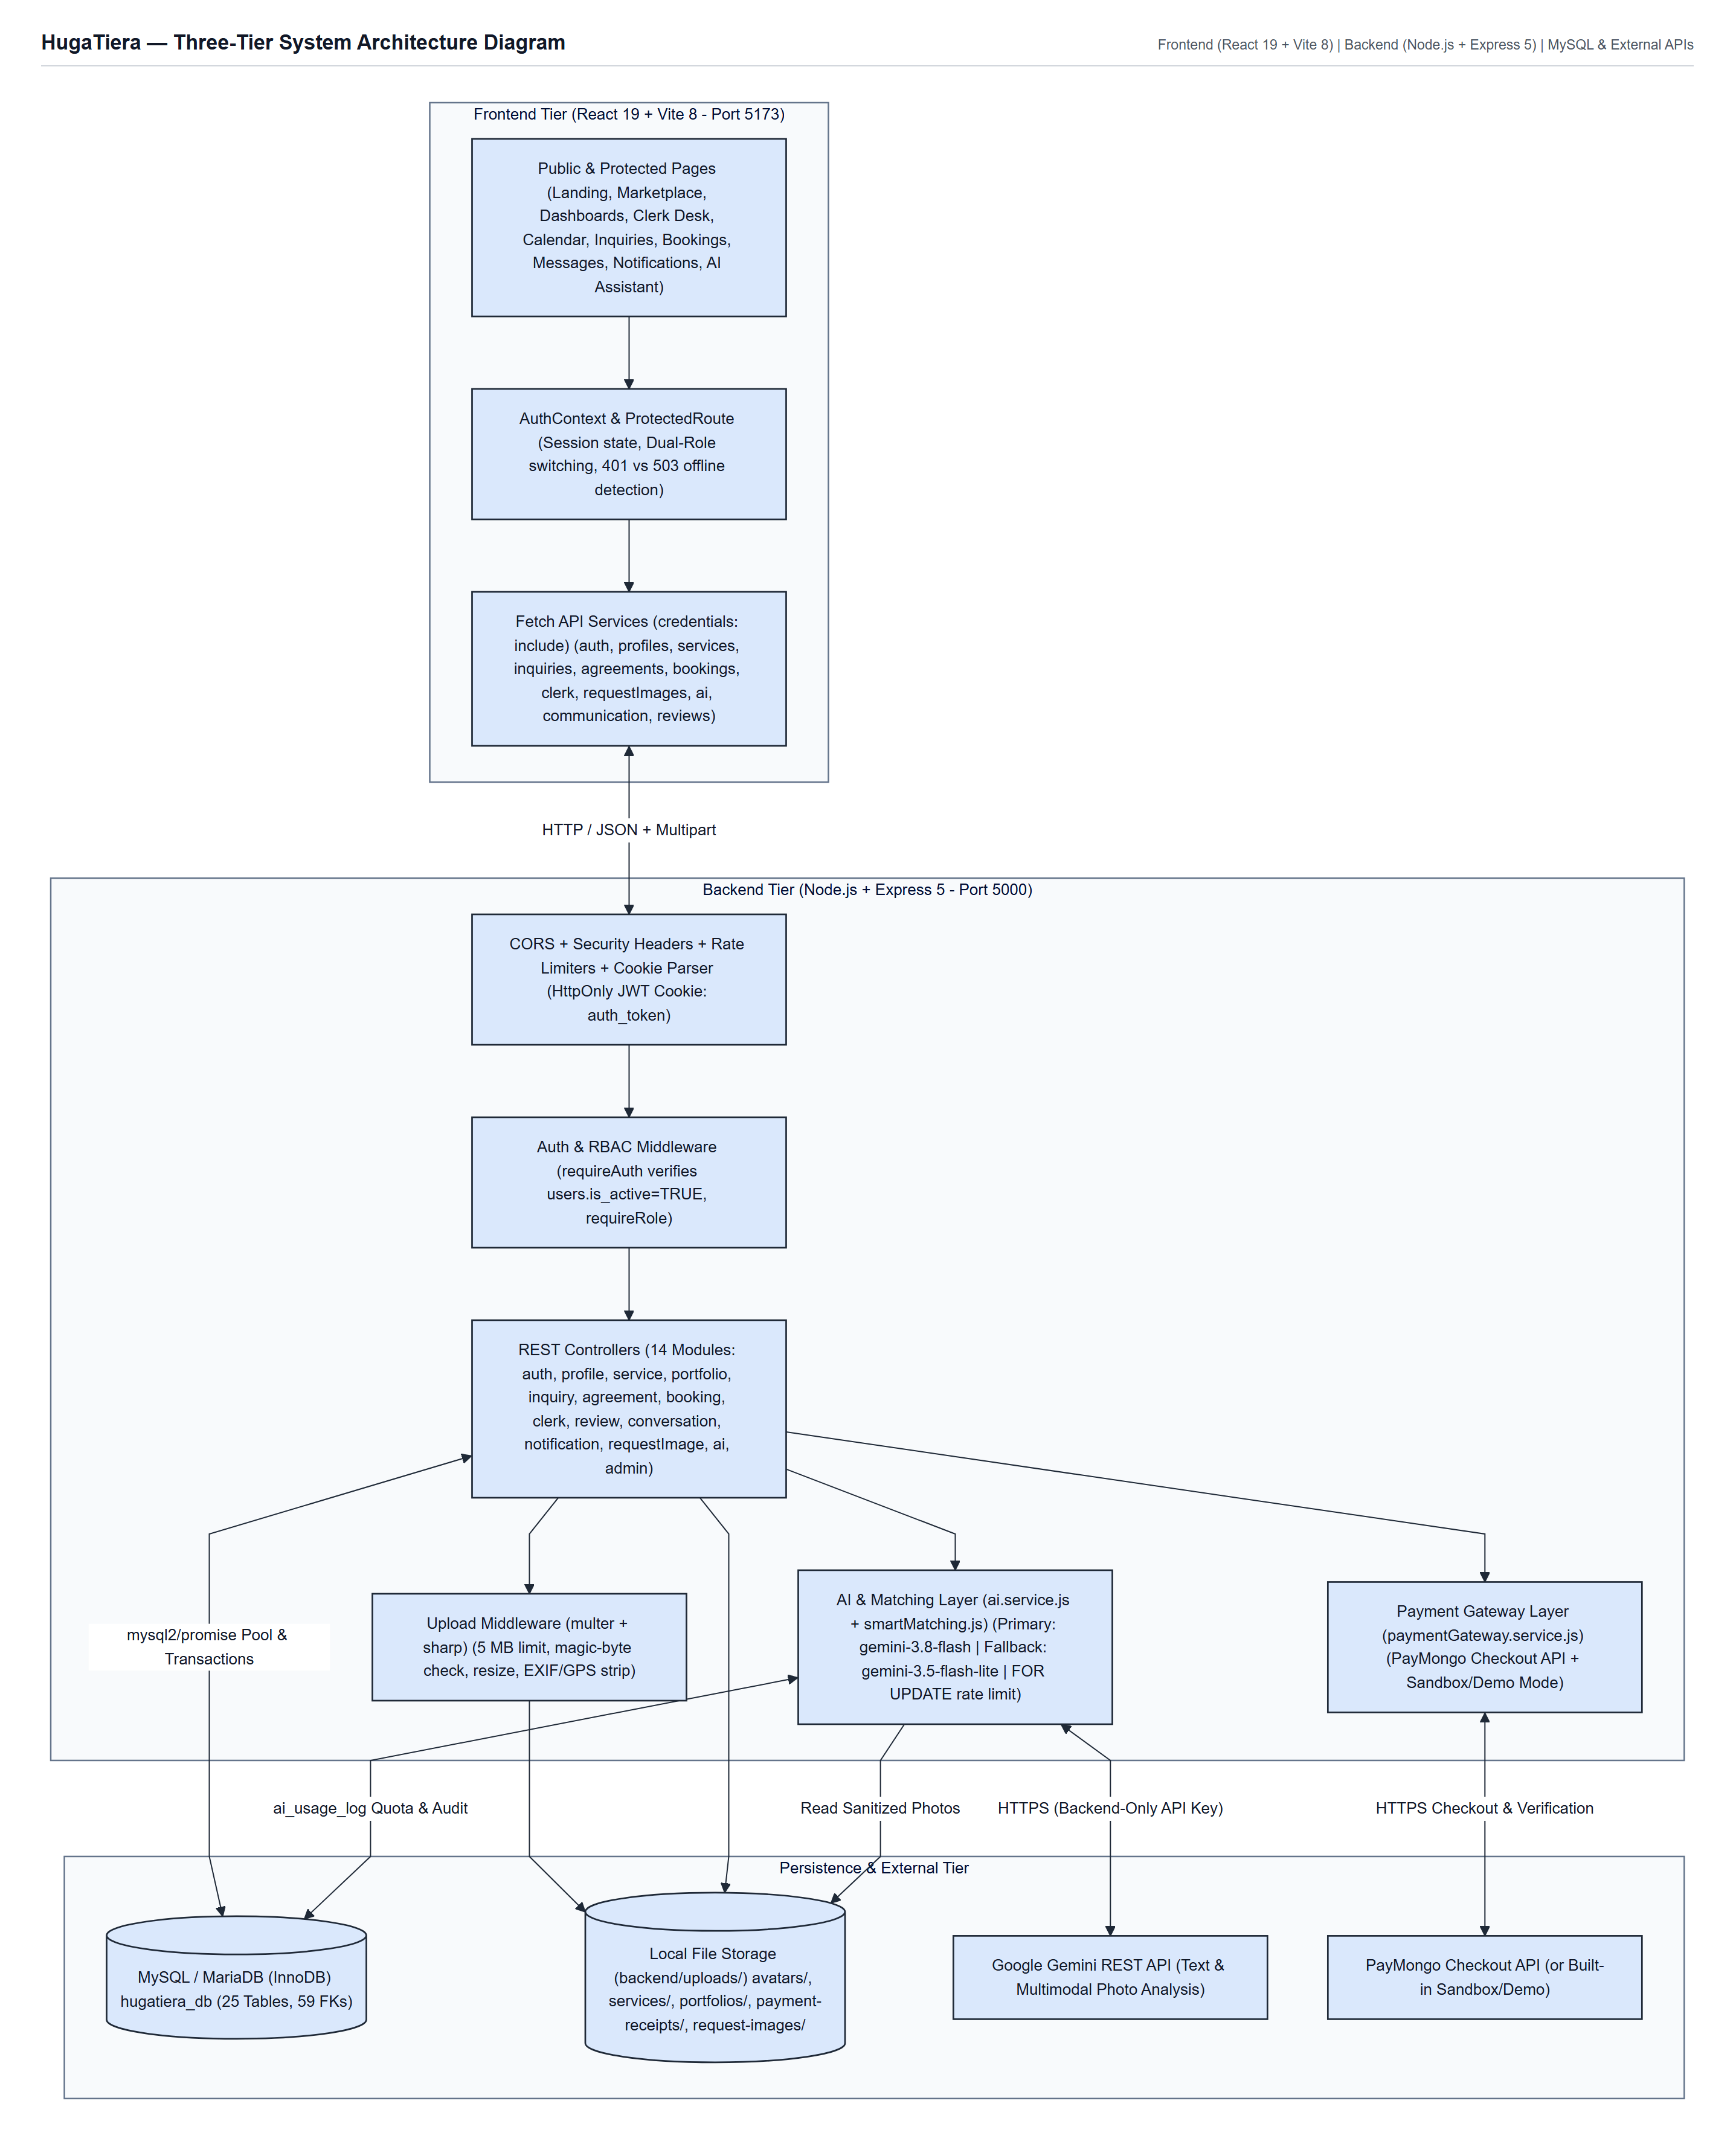 HugaTiera — Three-Tier System Architecture Diagram
Frontend (React 19 + Vite 8) | Backend (Node.js + Express 5) | MySQL & External APIs
Frontend Tier (React 19 + Vite 8 - Port 5173)
Public & Protected Pages
(Landing, Marketplace,
Dashboards, Clerk Desk,
Calendar, Inquiries, Bookings,
Messages, Notifications, AI
Assistant)
AuthContext & ProtectedRoute
(Session state, Dual-Role
switching, 401 vs 503 offline
detection)
Fetch API Services (credentials:
include) (auth, profiles, services,
inquiries, agreements, bookings,
clerk, requestImages, ai,
communication, reviews)
HTTP / JSON + Multipart
Backend Tier (Node.js + Express 5 - Port 5000)
CORS + Security Headers + Rate
Limiters + Cookie Parser
(HttpOnly JWT Cookie:
auth_token)
Auth & RBAC Middleware
(requireAuth verifies
users.is_active=TRUE,
requireRole)
REST Controllers (14 Modules:
auth, profile, service, portfolio,
inquiry, agreement, booking,
clerk, review, conversation,
notification, requestImage, ai,
admin)
mysql2/promise Pool &
Transactions
Upload Middleware (multer +
sharp) (5 MB limit, magic-byte
check, resize, EXIF/GPS strip)
AI & Matching Layer (ai.service.js
+ smartMatching.js) (Primary:
gemini-3.8-flash | Fallback:
gemini-3.5-flash-lite | FOR
UPDATE rate limit)
Payment Gateway Layer
(paymentGateway.service.js)
(PayMongo Checkout API +
Sandbox/Demo Mode)
ai_usage_log Quota & Audit
Read Sanitized Photos
HTTPS (Backend-Only API Key)
HTTPS Checkout & Verification
Persistence & External Tier
MySQL / MariaDB (InnoDB)
hugatiera_db (25 Tables, 59 FKs)
Local File Storage
(backend/uploads/) avatars/,
services/, portfolios/, payment-
receipts/, request-images/
Google Gemini REST API (Text &
Multimodal Photo Analysis)
PayMongo Checkout API (or Built-
in Sandbox/Demo)